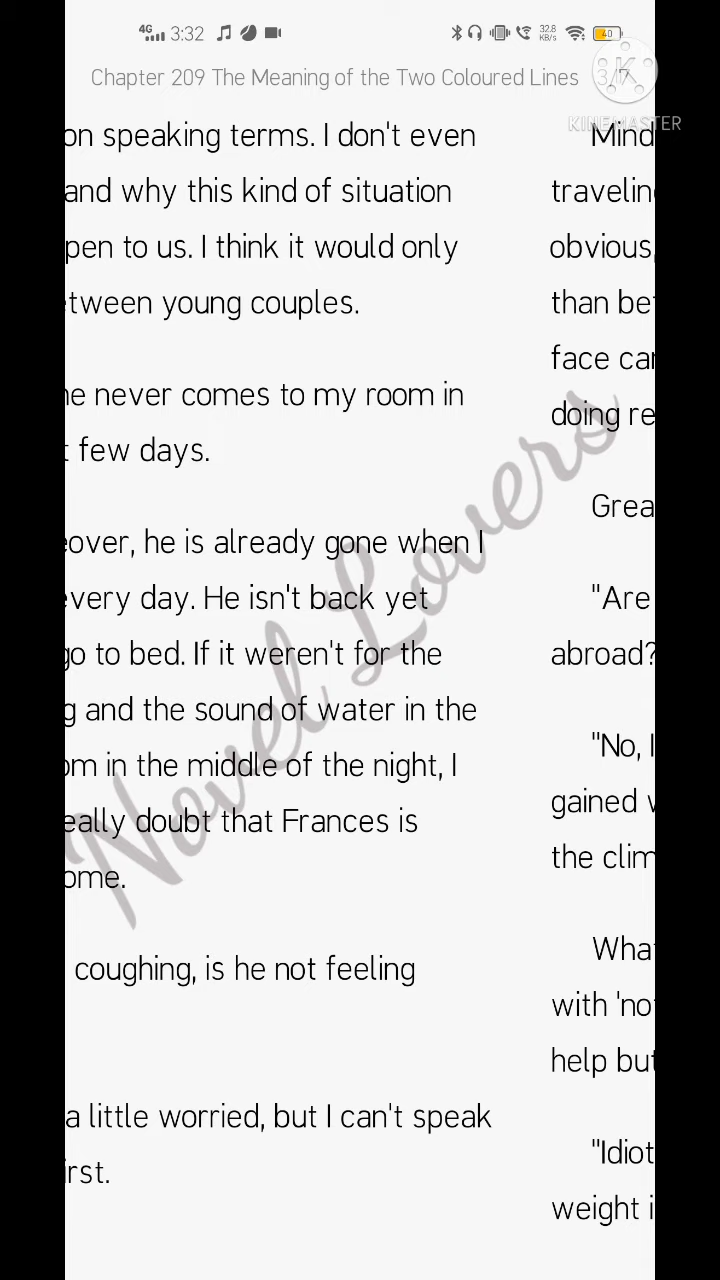 4G 3:32 32.8 KB/s 40
Chapter 209 The Meaning of the Two Coloured Lines
KINEMASTER
on speaking terms. I don't even
and why this kind of situation
pen to us. I think it would only
etween young couples.
he never comes to my room in
t few days.
eover, he is already gone when I
every day. He isn't back yet
go to bed. If it weren't for the
g and the sound of water in the
om in the middle of the night, I
eally doubt that Frances is
ome.
coughing, is he not feeling
a little worried, but I can't speak
irst.
Mind
travelin
obvious,
than be
face ca
doing re
Grea
"Are
abroad?
"No, I
gained
the clim
Wha
with 'no
help but
"Idiot
weight i
Novel Lovers